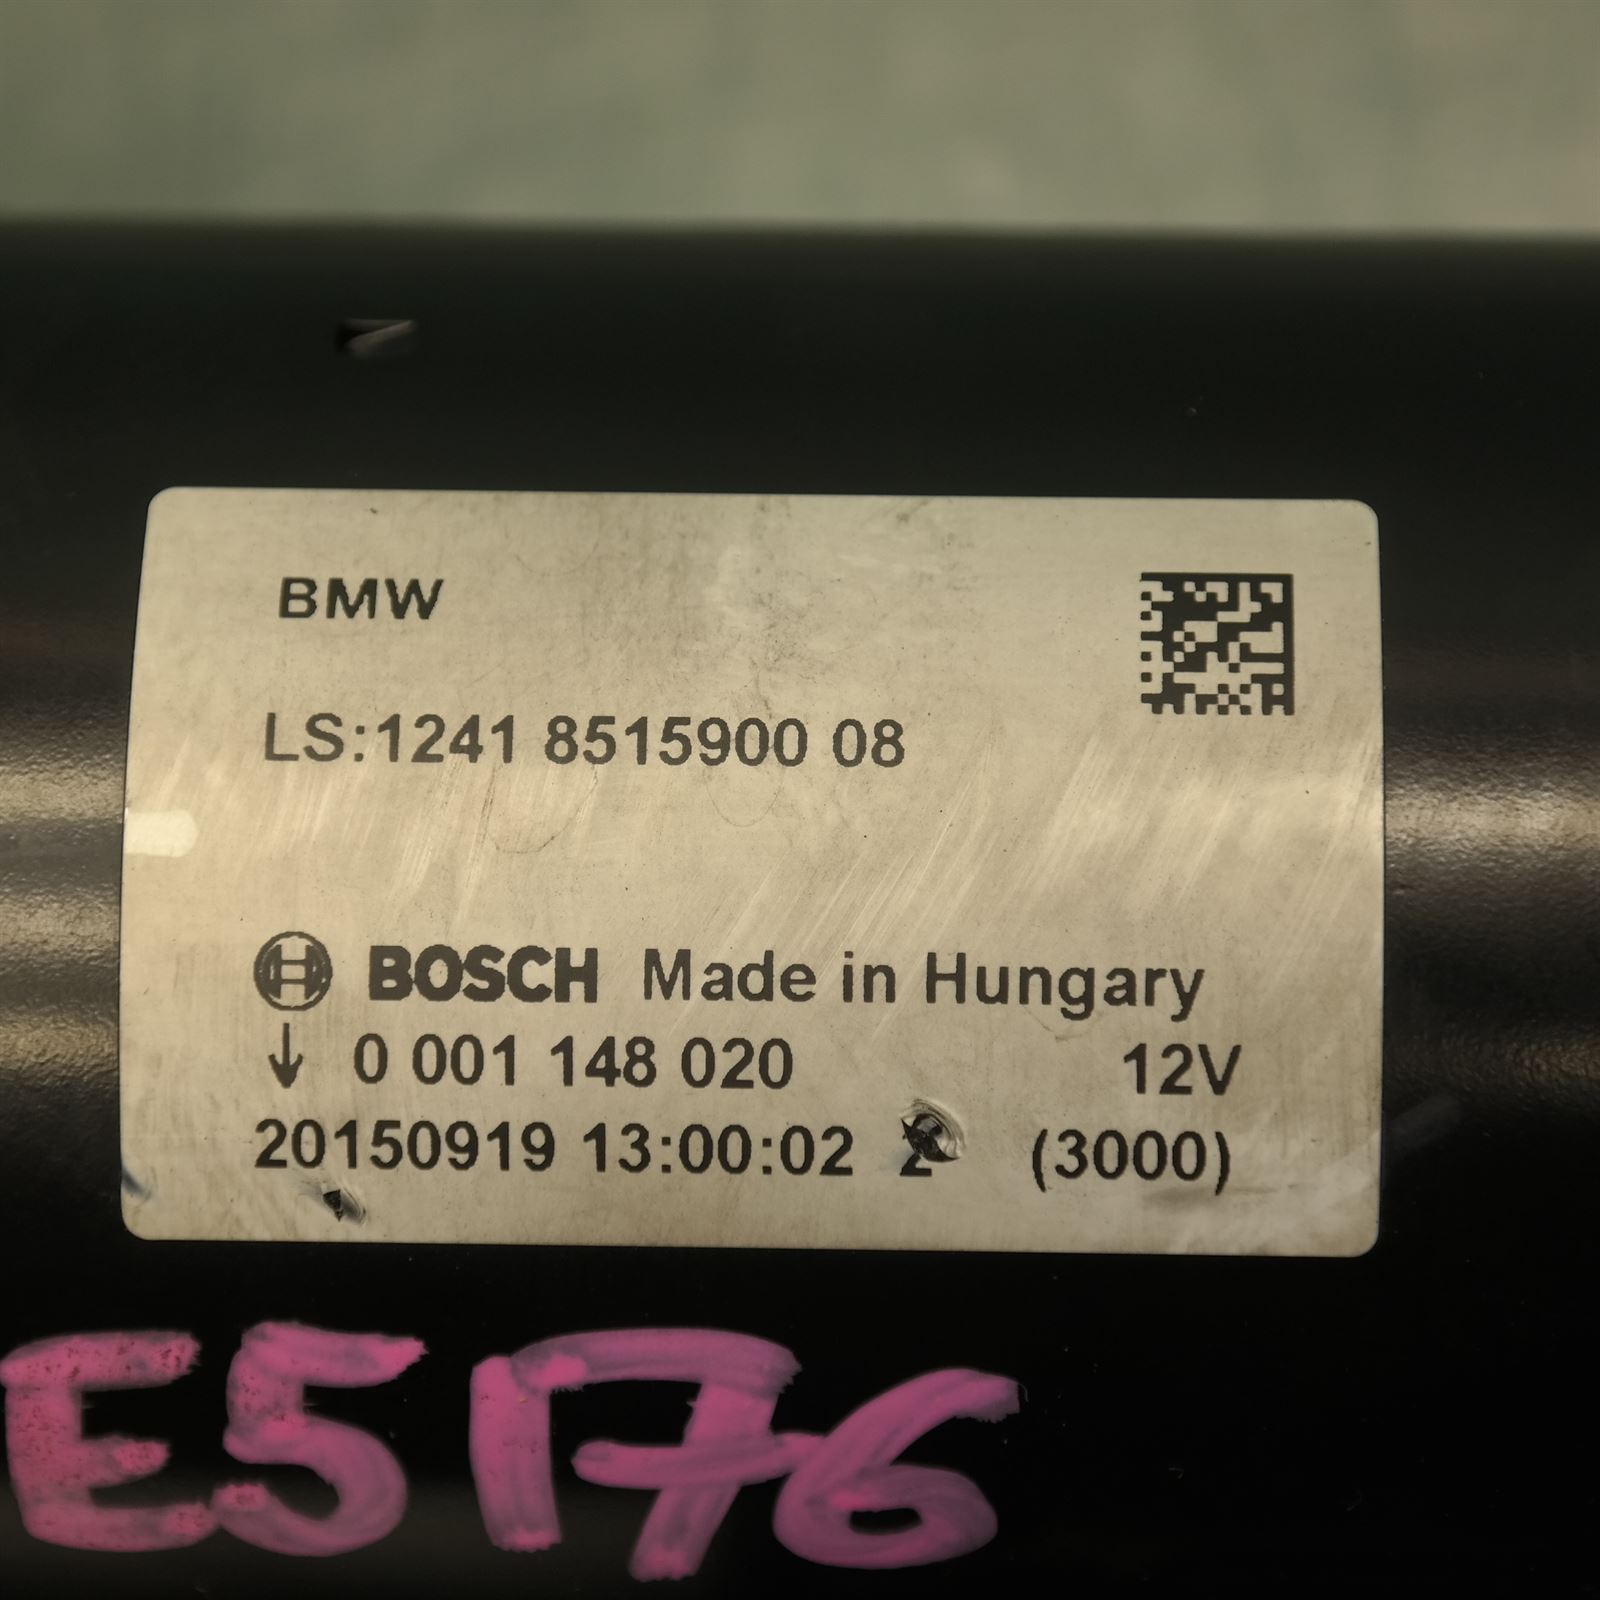 BMW
LS:1241 8515900 08
BOSCH Made in Hungary
0 001 148 020 12V
20150919 13:00:02 2 (3000)
E5176